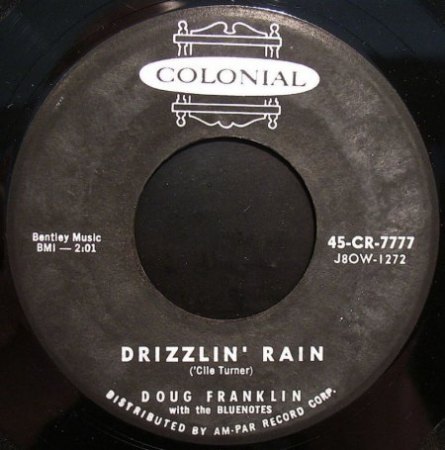 COLONIAL
Bentley Music
BMI — 2:01
45-CR-7777
J8OW-1272
DRIZZLIN' RAIN
('Clle Turner)
DOUG FRANKLIN
with the BLUENOTES
DISTRIBUTED BY AM-PAR RECORD CORP.